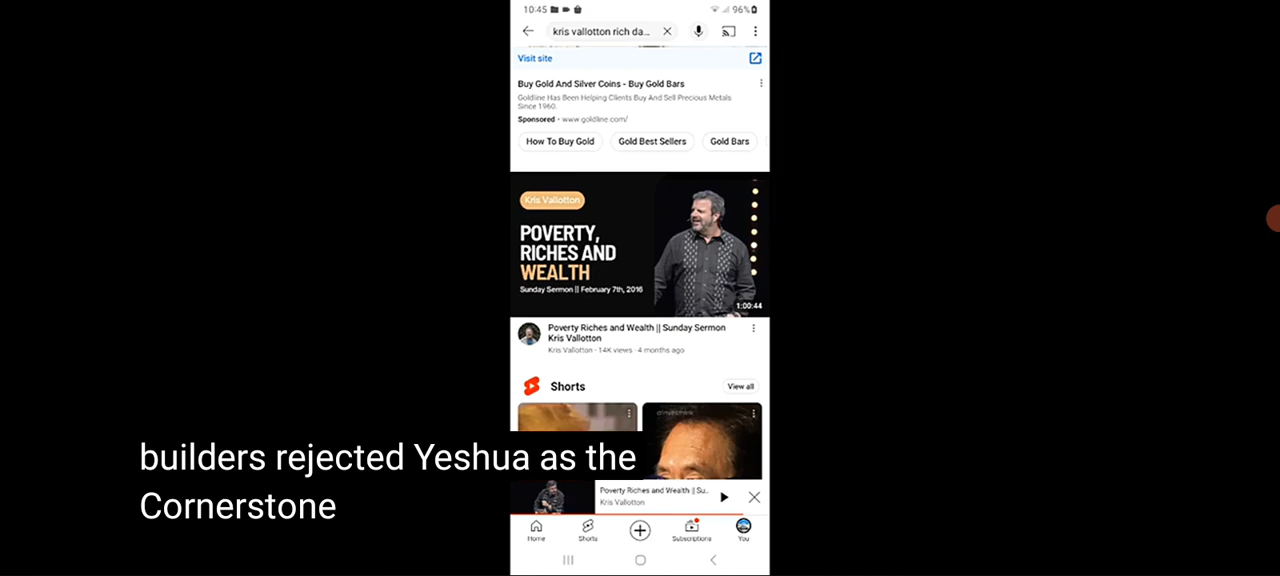 10:45
96%
kris vallotton rich da...
Visit site
Buy Gold And Silver Coins - Buy Gold Bars
Goldline Has Been Helping Clients Buy And Sell Precious Metals
Since 1960.
Sponsored · www.goldline.com/
How To Buy Gold
Gold Best Sellers
Gold Bars
Kris Vallotton
POVERTY,
RICHES AND
WEALTH
Sunday Sermon || February 7th, 2016
1:00:44
Poverty Riches and Wealth || Sunday Sermon
Kris Vallotton
Kris Vallotton · 14K views · 4 months ago
Shorts
View all
builders rejected Yeshua as the
Cornerstone
Poverty Riches and Wealth || Su...
Kris Vallotton
Home
Shorts
Subscriptions
You